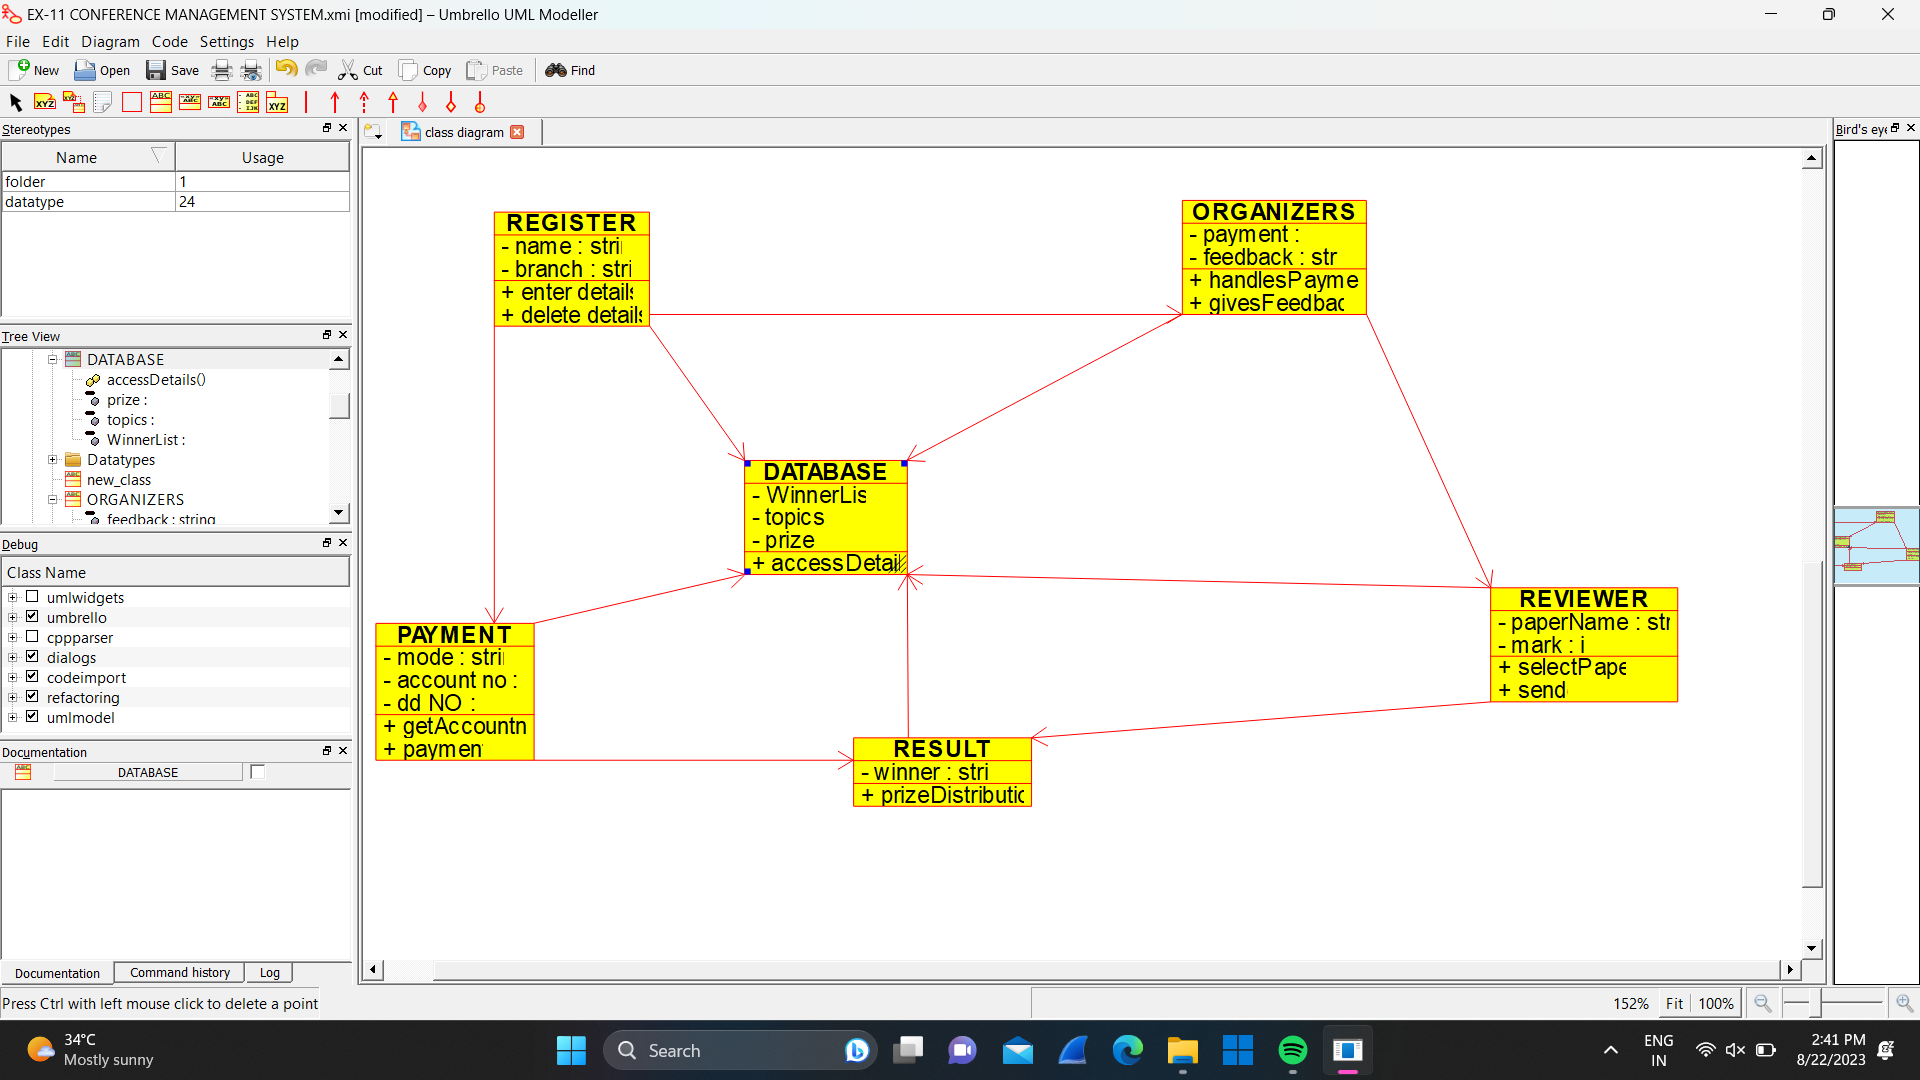 EX-11 CONFERENCE MANAGEMENT SYSTEM.xmi [modified] – Umbrello UML Modeller
File Edit Diagram Code Settings Help
New Open Save Cut Copy Paste Find
Stereotypes
Name Usage
folder 1
datatype 24
Tree View
DATABASE
accessDetails()
prize :
topics :
WinnerList :
Datatypes
new_class
ORGANIZERS
feedback : string
Debug
Class Name
umlwidgets
umbrello
cppparser
dialogs
codeimport
refactoring
umlmodel
Documentation
DATABASE
Documentation Command history Log
Press Ctrl with left mouse click to delete a point
class diagram
REGISTER
- name : stri
- branch : stri
+ enter details
+ delete details
ORGANIZERS
- payment :
- feedback : str
+ handlesPayme
+ givesFeedbac
DATABASE
- WinnerLis
- topics
- prize
+ accessDetail
PAYMENT
- mode : stri
- account no :
- dd NO :
+ getAccountn
+ paymen
REVIEWER
- paperName : str
- mark : i
+ selectPape
+ send
RESULT
- winner : stri
+ prizeDistributic
Bird's eye
152% Fit 100%
34°C
Mostly sunny
Search
ENG
IN
2:41 PM
8/22/2023